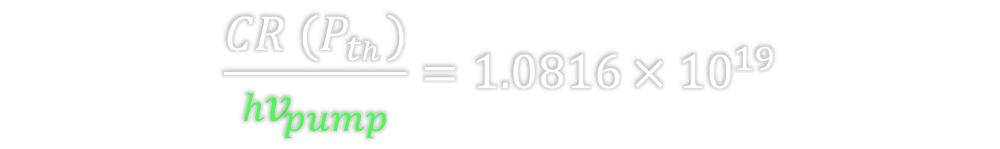 CR (P_th) / hν_pump = 1.0816 × 10^19